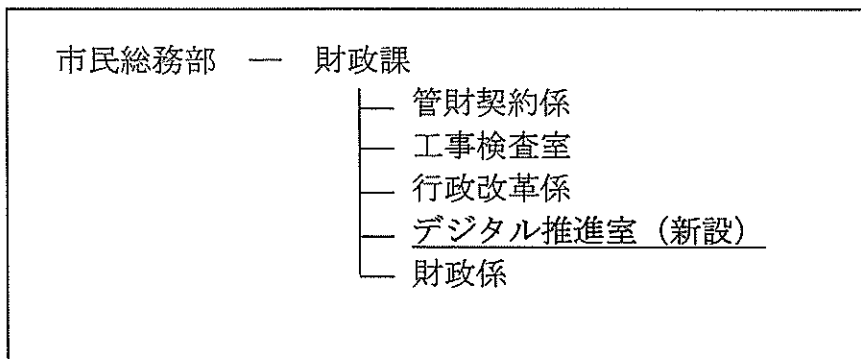 市民総務部 ― 財政課
管財契約係
工事検査室
行政改革係
デジタル推進室（新設）
財政係